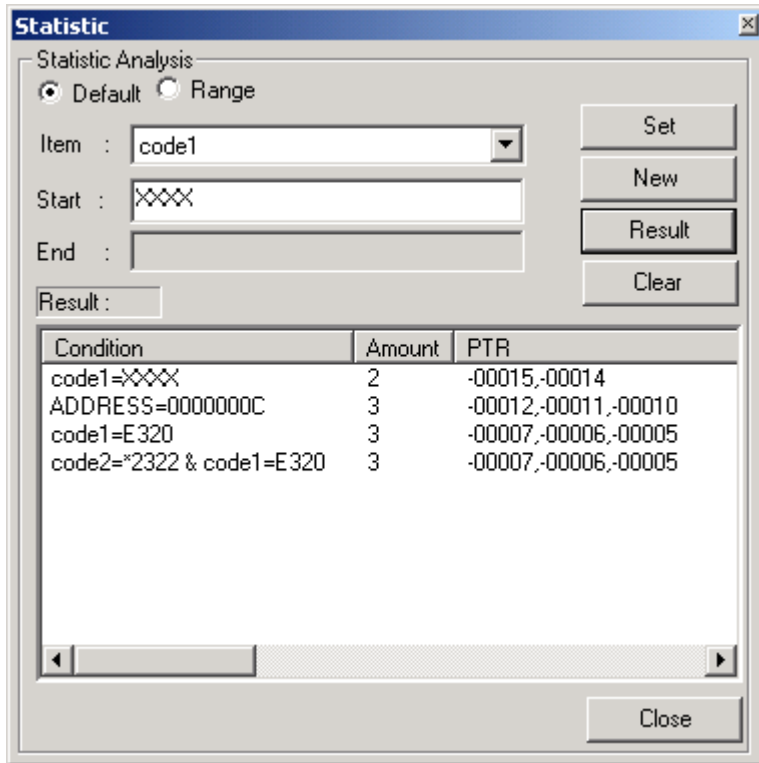 Statistic
Statistic Analysis
Default Range
Item : code1
Start : XXXX
End :
Set
New
Result
Clear
Result :
Condition Amount PTR
code1=XXXX 2 -00015,-00014
ADDRESS=0000000C 3 -00012,-00011,-00010
code1=E320 3 -00007,-00006,-00005
code2=*2322 & code1=E320 3 -00007,-00006,-00005
Close